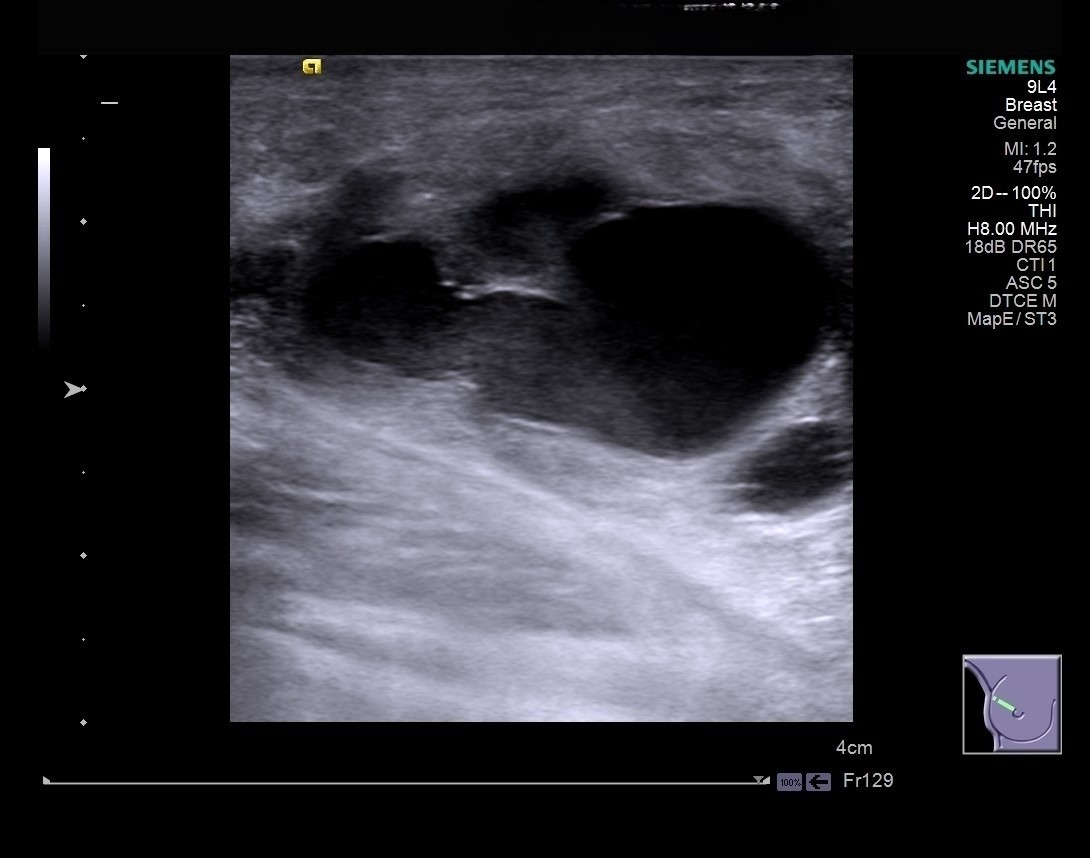 SIEMENS
9L4
Breast
General
MI: 1.2
47fps
2D--100%
THI
H8.00 MHz
18dB DR65
CTI 1
ASC 5
DTCE M
MapE / ST3
4cm
100%
Fr129